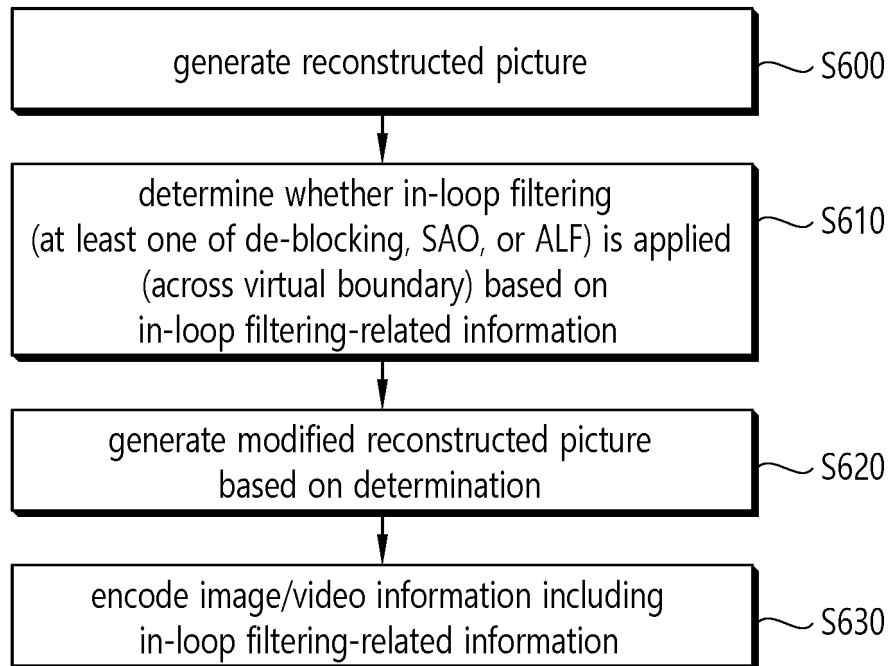 generate reconstructed picture
S600
determine whether in-loop filtering
(at least one of de-blocking, SAO, or ALF) is applied
(across virtual boundary) based on
in-loop filtering-related information
S610
generate modified reconstructed picture
based on determination
S620
encode image/video information including
in-loop filtering-related information
S630